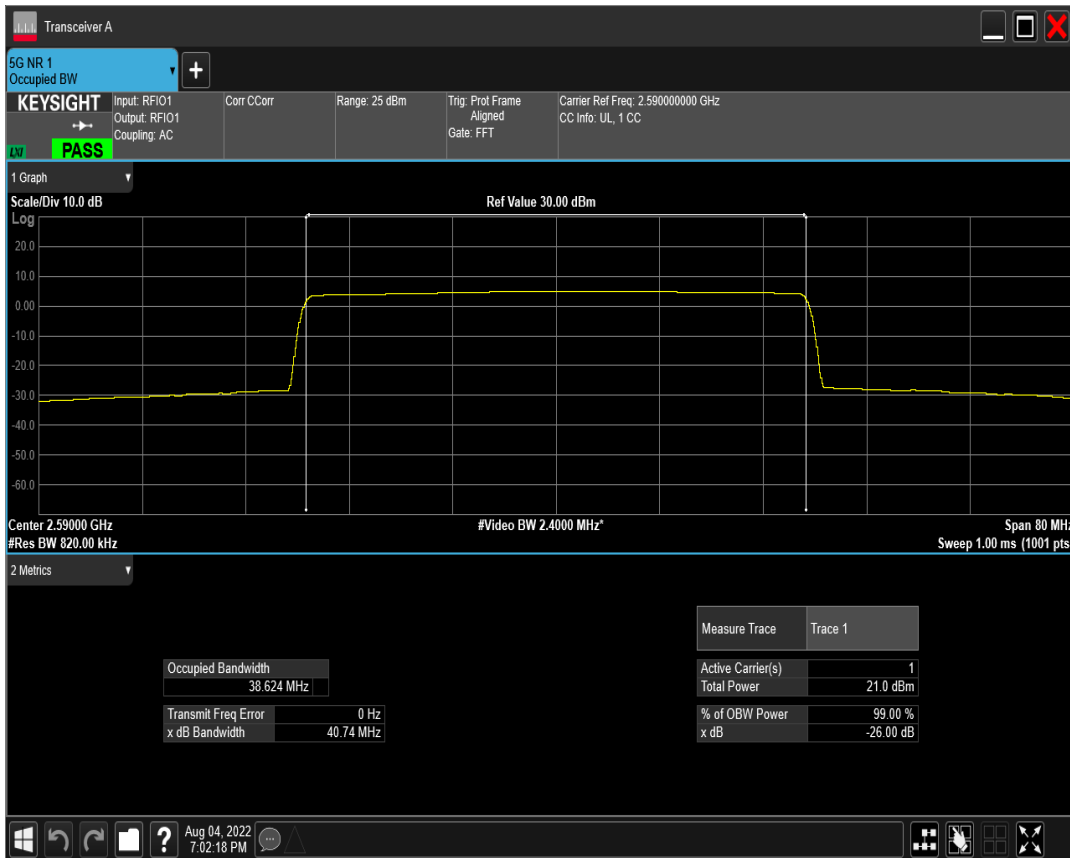 Transceiver A
5G NR 1
Occupied BW
KEYSIGHT
LXI
PASS
Input: RFIO1
Output: RFIO1
Coupling: AC
Corr CCorr
Range: 25 dBm
Trig: Prot Frame
Aligned
Gate: FFT
Carrier Ref Freq: 2.590000000 GHz
CC Info: UL, 1 CC
1 Graph
Scale/Div 10.0 dB
Ref Value 30.00 dBm
Log
20.0
10.0
0.00
-10.0
-20.0
-30.0
-40.0
-50.0
-60.0
Center 2.59000 GHz
#Video BW 2.4000 MHz*
Span 80 MHz
#Res BW 820.00 kHz
Sweep 1.00 ms (1001 pts
2 Metrics
Measure Trace Trace 1
Occupied Bandwidth
38.624 MHz
Active Carrier(s) 1
Total Power 21.0 dBm
Transmit Freq Error 0 Hz
x dB Bandwidth 40.74 MHz
% of OBW Power 99.00 %
x dB -26.00 dB
?
Aug 04, 2022
7:02:18 PM